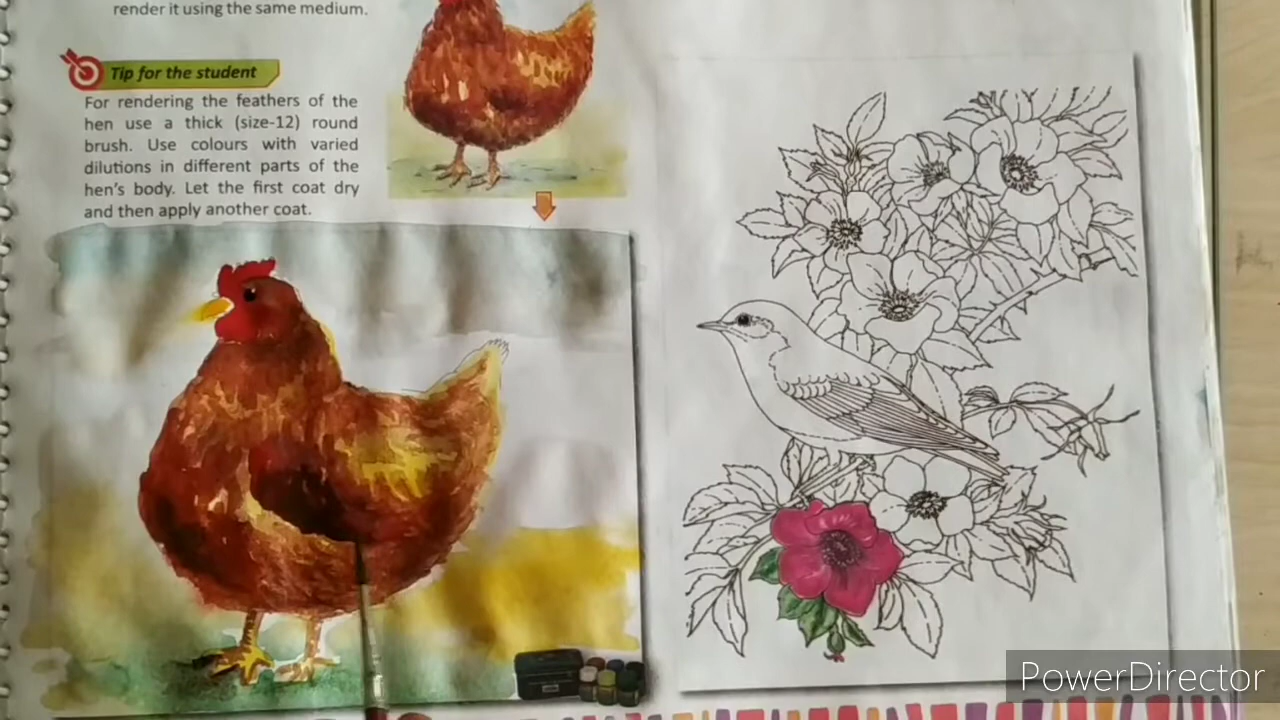 render it using the same medium.
Tip for the student
For rendering the feathers of the
hen use a thick (size-12) round
brush. Use colours with varied
dilutions in different parts of the
hen's body. Let the first coat dry
and then apply another coat.
PowerDirector